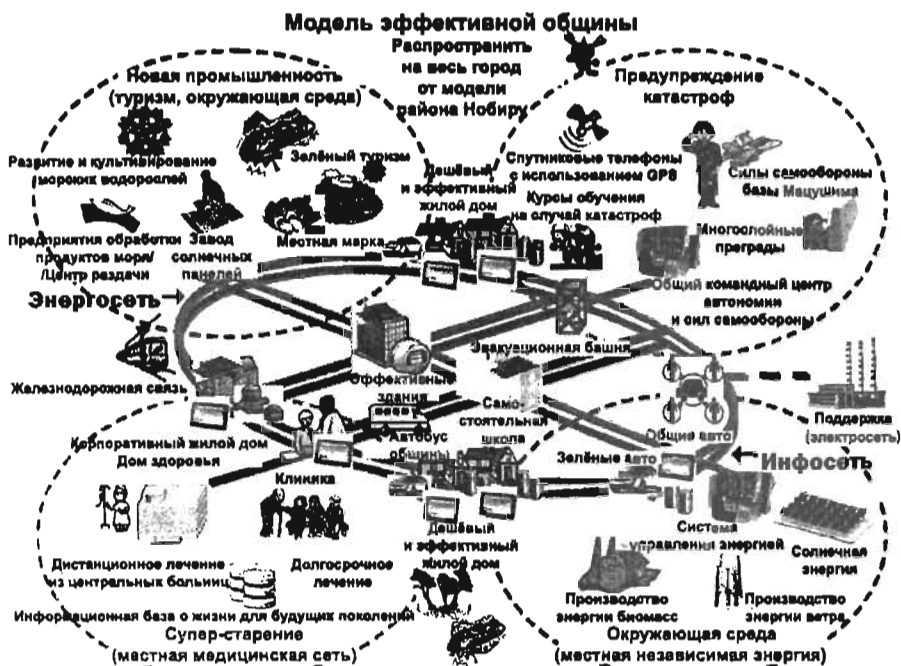 Модель эффективной общины
Распространить
на весь город
от модели
района Нобиру
Новая промышленность
(туризм, окружающая среда)
Развитие и культивирование
морских водорослей
Зелёный туризм
Предприятия обработки
продуктов моря/
/Центр раздачи
Завод
солнечных
панелей
Местная марка
Дешёвый
и эффективный
жилой дом
Предупреждение
катастроф
Спутниковые телефоны
с использованием GPS
Силы самообороны
базы Мацушима
Курсы обучения
на случай катастроф
Многослойные
преграды
Общий командный центр
автономии
и сил самообороны
Энергосеть
Эвакуационная башня
Железнодорожная связь
Эффективные
здания
Само-
стоятельная
школа
Общие авто
Поддержка
(электросеть)
Корпоративный жилой дом
Дом здоровья
Автобус
общины
Зелёные авто
Инфосеть
Клиника
Дистанционное лечение
из центральных больниц
Долгосрочное
лечение
Дешёвый
и эффективный
жилой дом
Система
управления энергией
Солнечная
энергия
Информационная база о жизни для будущих поколений
Производство
энергии биомасс
Производство
энергии ветра
Супер-старение
(местная медицинская сеть)
Окружающая среда
(местная независимая энергия)